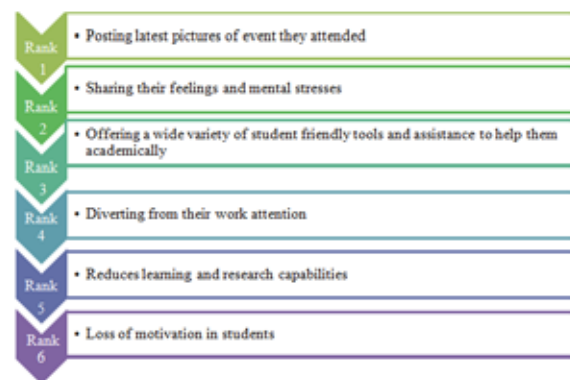 Rank
1
• Posting latest pictures of event they attended
Rank
2
• Sharing their feelings and mental stresses
Rank
3
• Offering a wide variety of student friendly tools and assistance to help them
academically
Rank
4
• Diverting from their work attention
Rank
5
• Reduces learning and research capabilities
Rank
6
• Loss of motivation in students